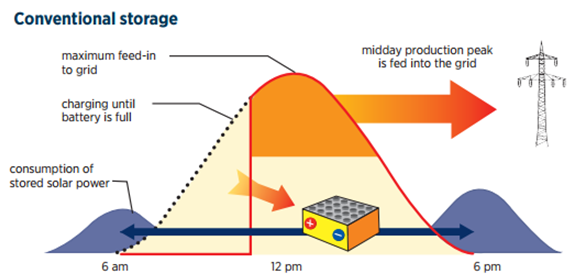 Conventional storage
maximum feed-in
to grid
midday production peak
is fed into the grid
charging until
battery is full
consumption of
stored solar power
6 am
12 pm
6 pm